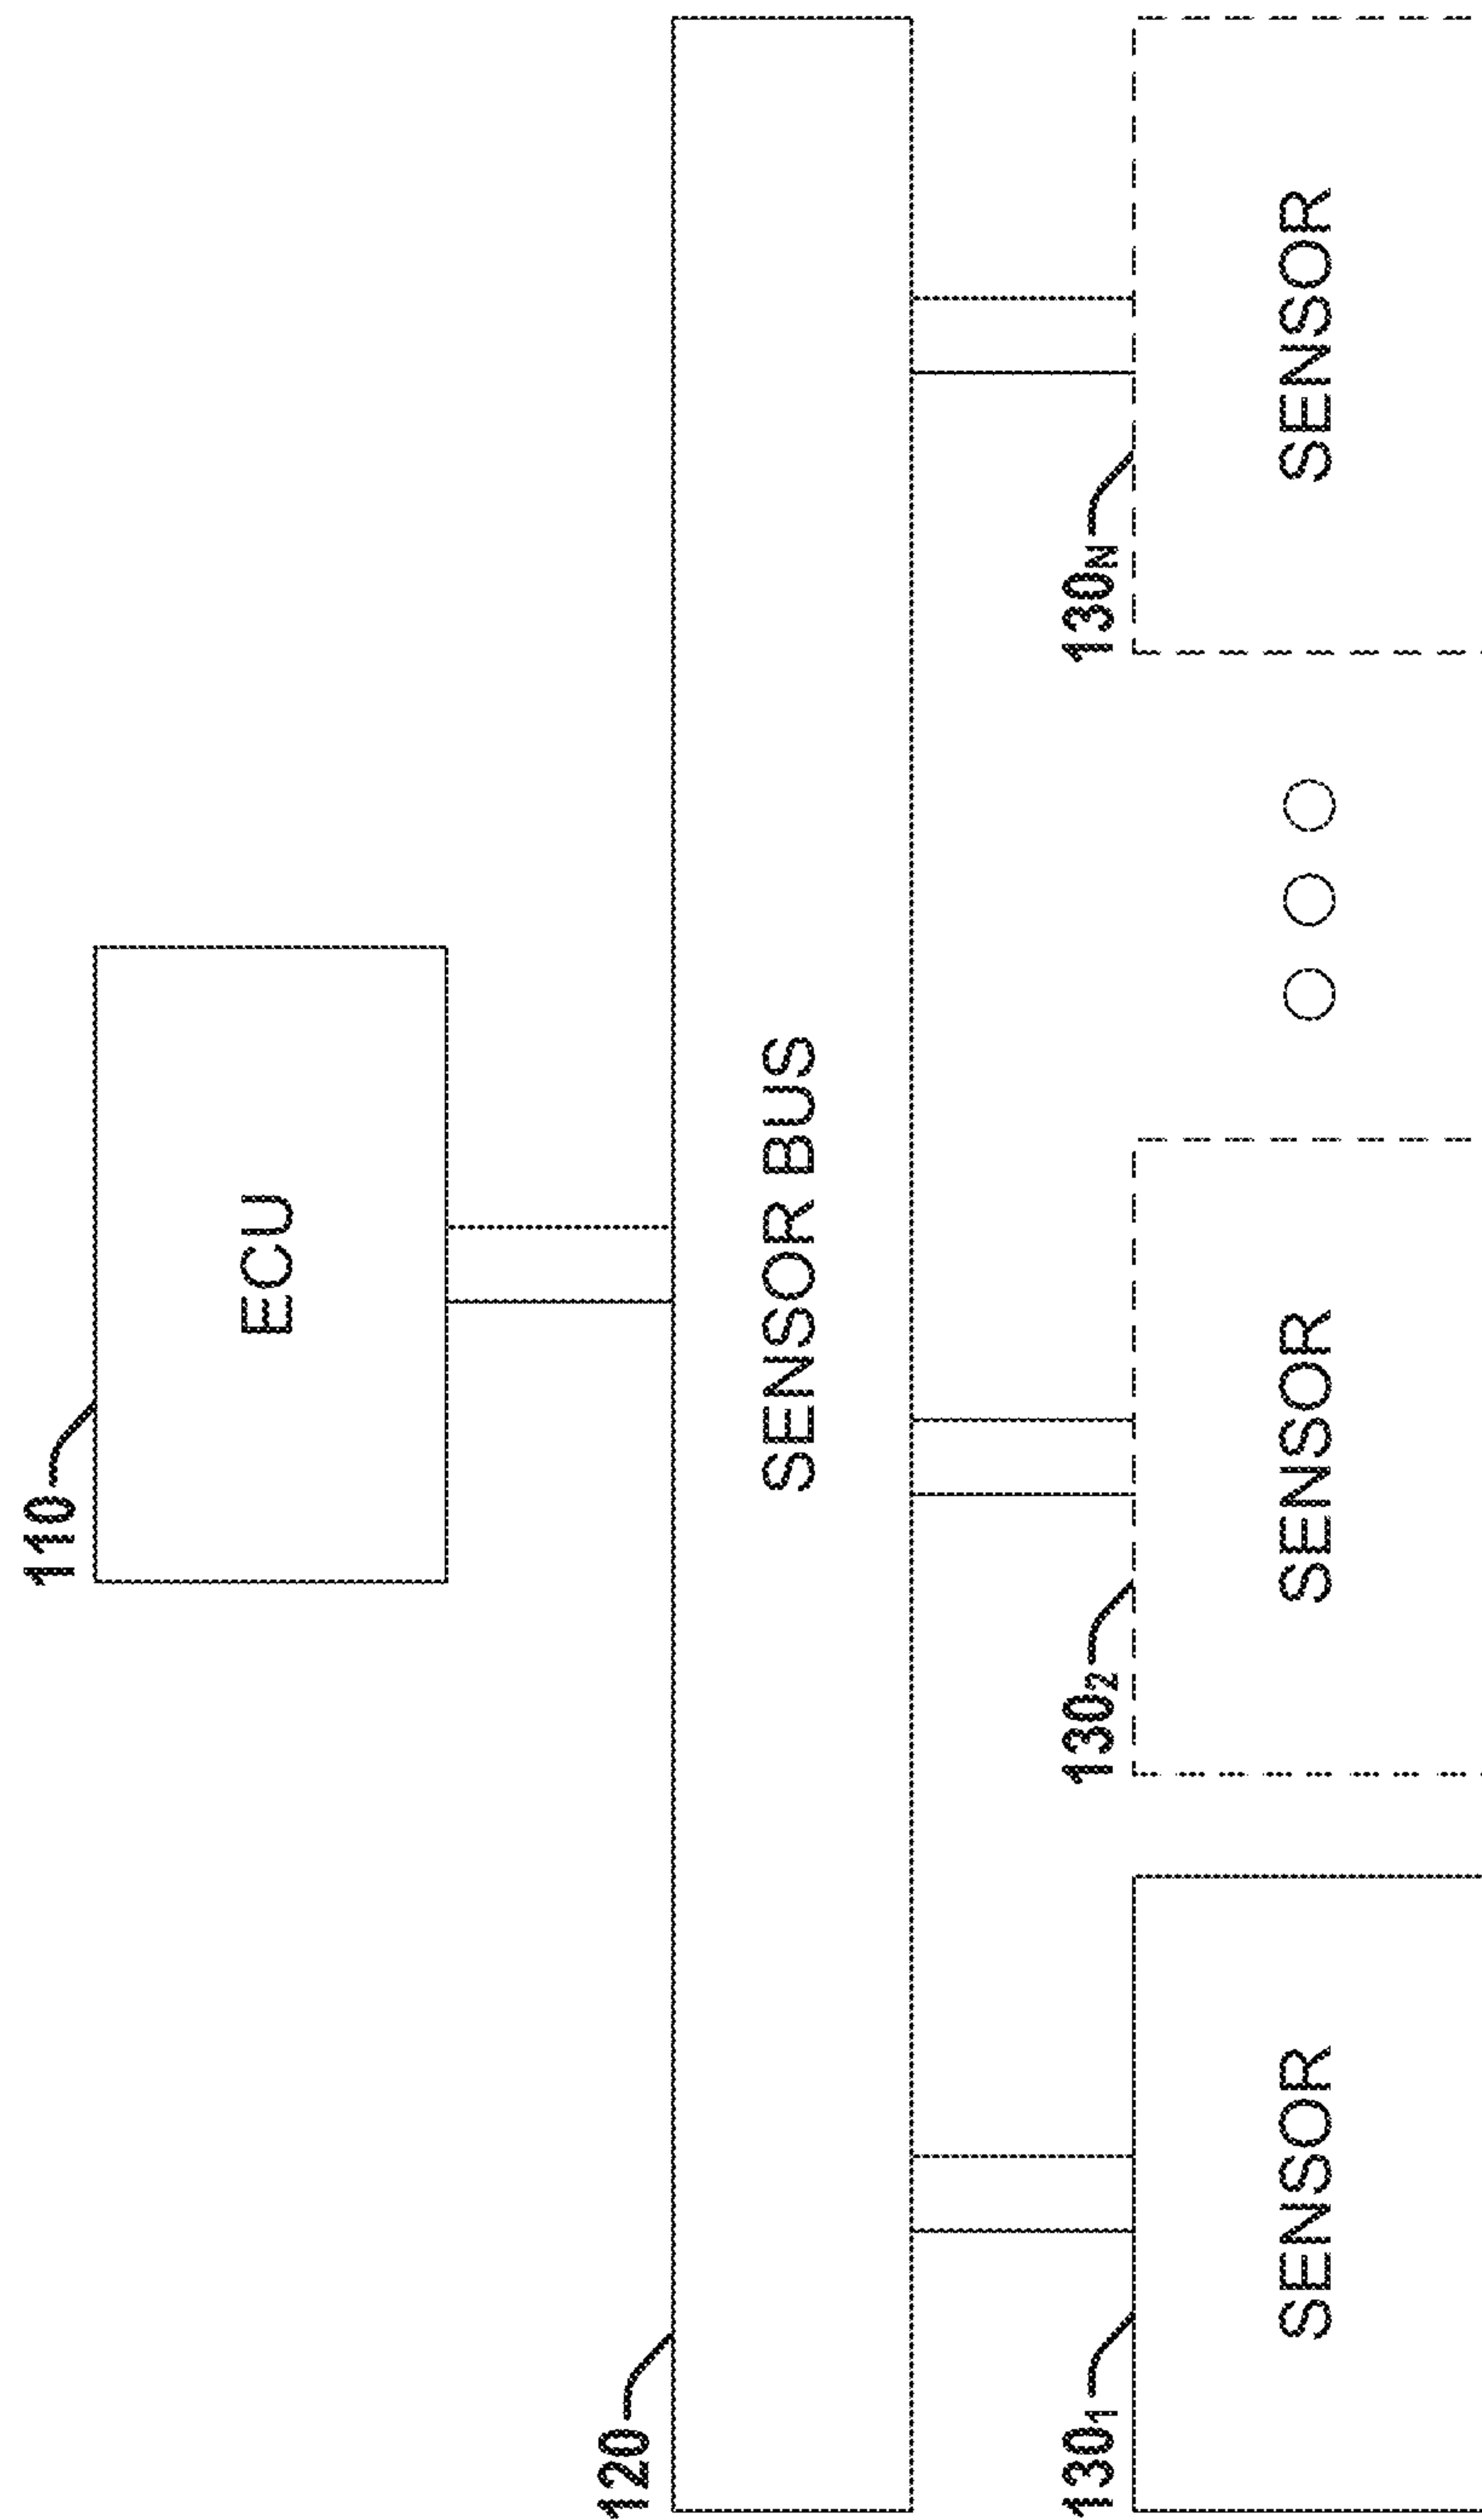 110
ECU
120
SENSOR BUS
130₁
130₂
130ₙ
SENSOR
SENSOR
SENSOR